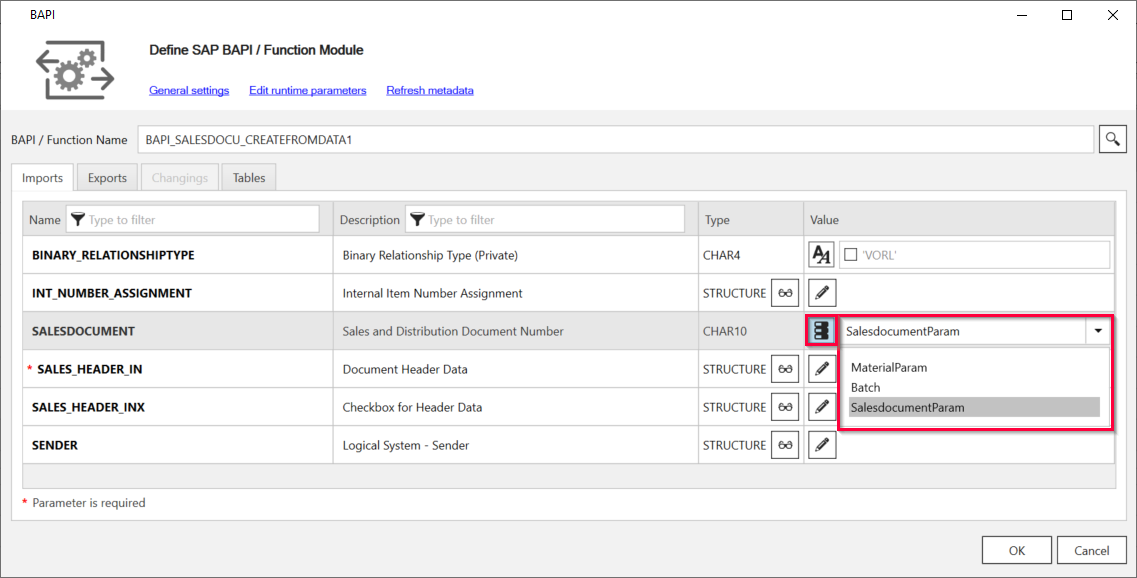 BAPI
Define SAP BAPI / Function Module
General settings Edit runtime parameters Refresh metadata
BAPI / Function Name BAPI_SALESDOCU_CREATEFROMDATA1
Imports Exports Changings Tables
Name Type to filter Description Type to filter Type Value
BINARY_RELATIONSHIPTYPE Binary Relationship Type (Private) CHAR4 'VORL'
INT_NUMBER_ASSIGNMENT Internal Item Number Assignment STRUCTURE
SALESDOCUMENT Sales and Distribution Document Number CHAR10 SalesdocumentParam
* SALES_HEADER_IN Document Header Data STRUCTURE MaterialParam
Batch
SALES_HEADER_INX Checkbox for Header Data STRUCTURE SalesdocumentParam
SENDER Logical System - Sender STRUCTURE
* Parameter is required
OK Cancel